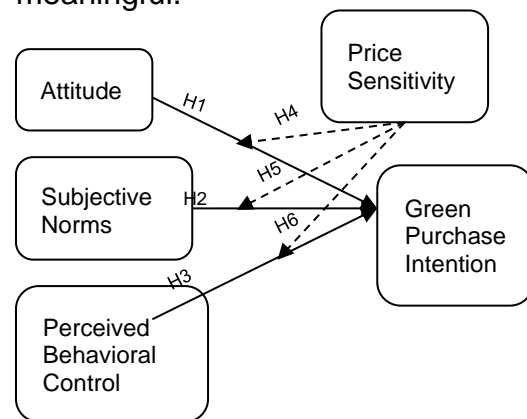 meaningful.
Price
Sensitivity
Attitude
H1
H4
H5
Subjective
Norms
H2
H6
Green
Purchase
Intention
H3
Perceived
Behavioral
Control